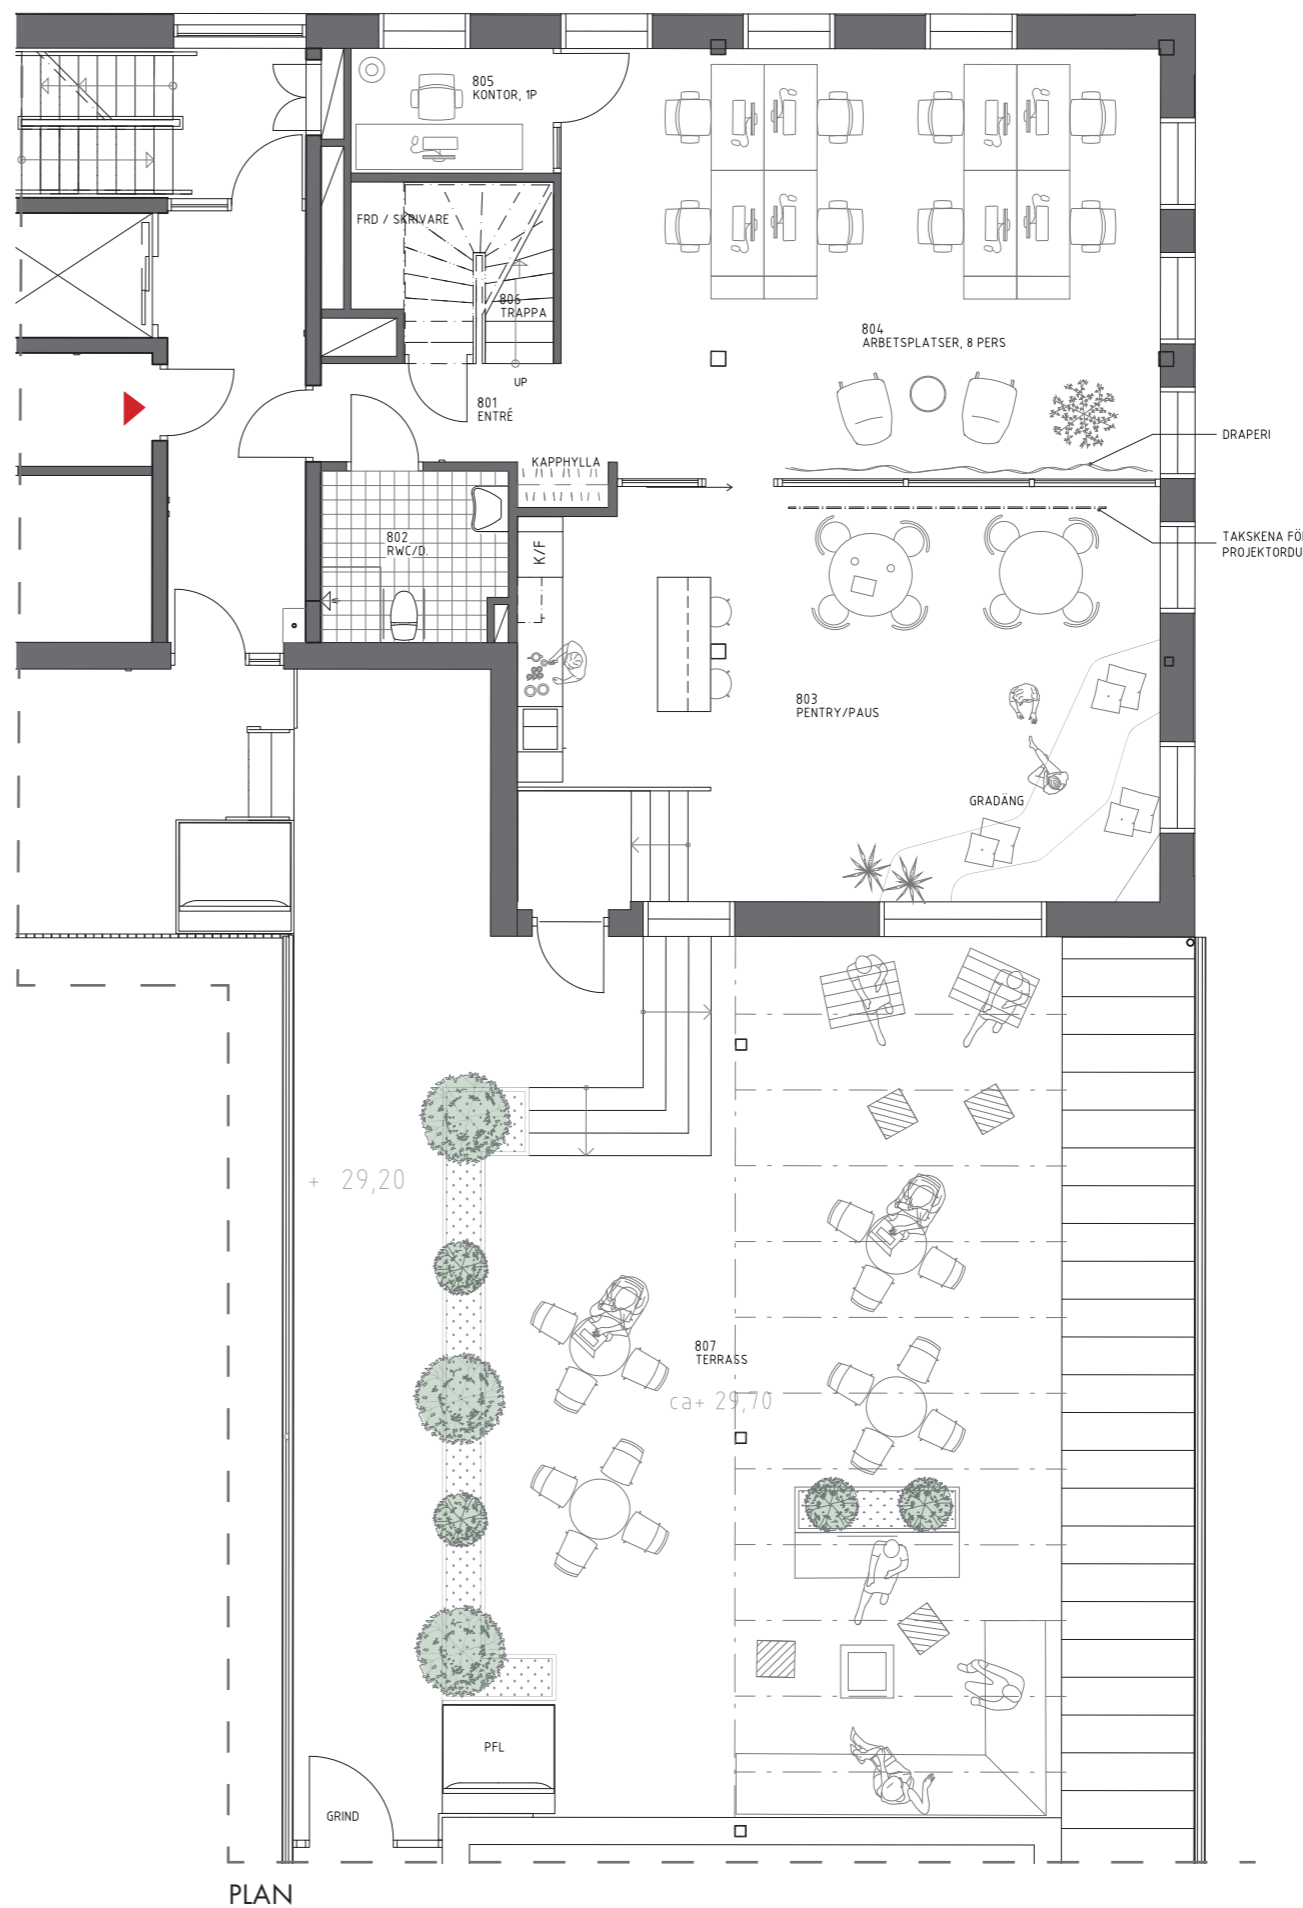 805
KONTOR, 1P
FRD / SKRIVARE
806
TRAPPA
UP
801
ENTRÉ
804
ARBETSPLATSER, 8 PERS
DRAPERI
KAPPHYLLA
802
RWC/D.
K/F
TAKSKENA FÖ
PROJEKTORDU
803
PENTRY/PAUS
GRADÄNG
+ 29,20
807
TERRASS
ca+ 29,70
PFL
GRIND
PLAN